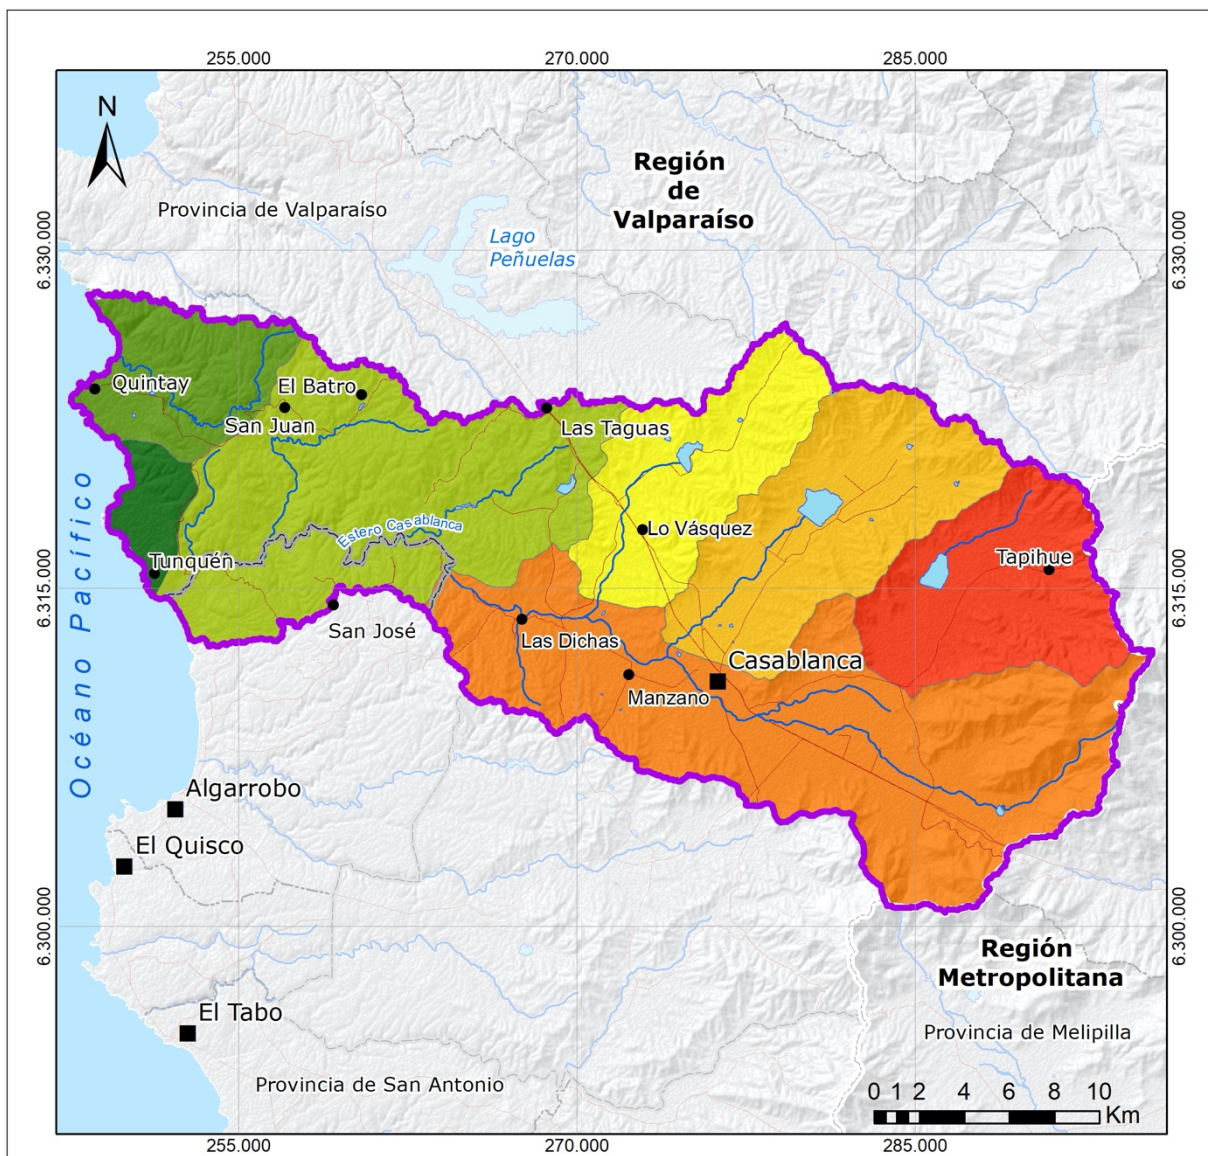 255.000
270.000
285.000
N
Región
de
Valparaíso
Provincia de Valparaíso
Lago
Peñuelas
6.330.000
6.330.000
Quintay
El Batro
San Juan
Las Taguas
Océano Pacífico
Estero Casablanca
Lo Vásquez
Tunquén
Tapihue
6.315.000
6.315.000
San José
Las Dichas
Casablanca
Manzano
Algarrobo
El Quisco
6.300.000
6.300.000
Región
Metropolitana
El Tabo
Provincia de Melipilla
Provincia de San Antonio
0 1 2 4 6 8 10
Km
255.000
270.000
285.000